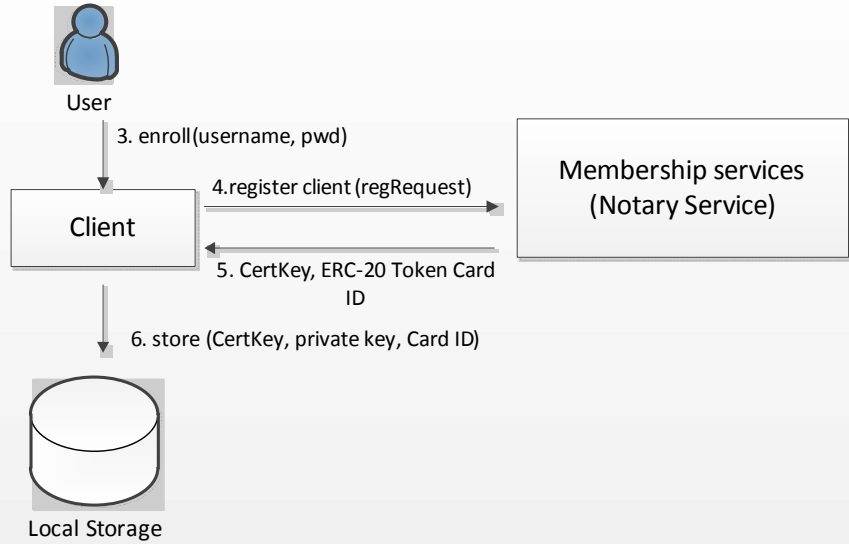 User
3. enroll(username, pwd)
Membership services
(Notary Service)
4.register client (regRequest)
Client
5. CertKey, ERC-20 Token Card
ID
6. store (CertKey, private key, Card ID)
Local Storage